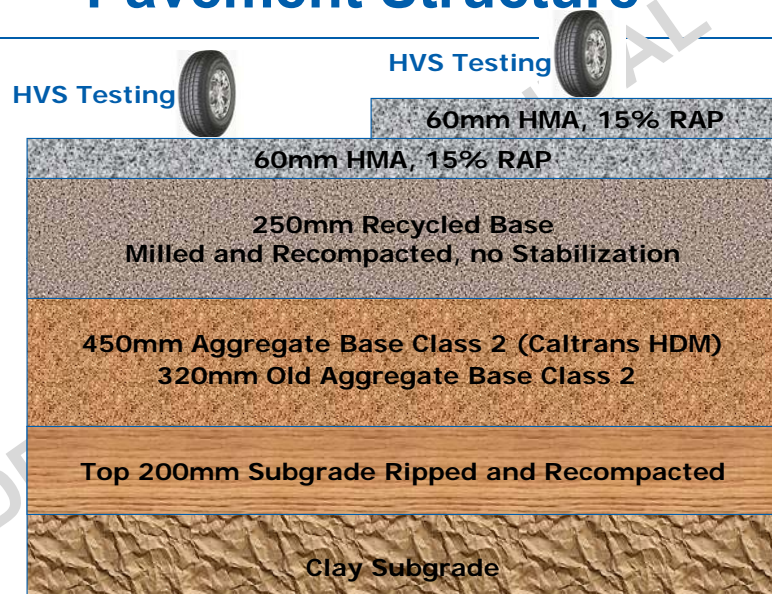 Pavement Structure
HVS Testing
HVS Testing
60mm HMA, 15% RAP
60mm HMA, 15% RAP
250mm Recycled Base
Milled and Recompacted, no Stabilization
450mm Aggregate Base Class 2 (Caltrans HDM)
320mm Old Aggregate Base Class 2
Top 200mm Subgrade Ripped and Recompacted
Clay Subgrade